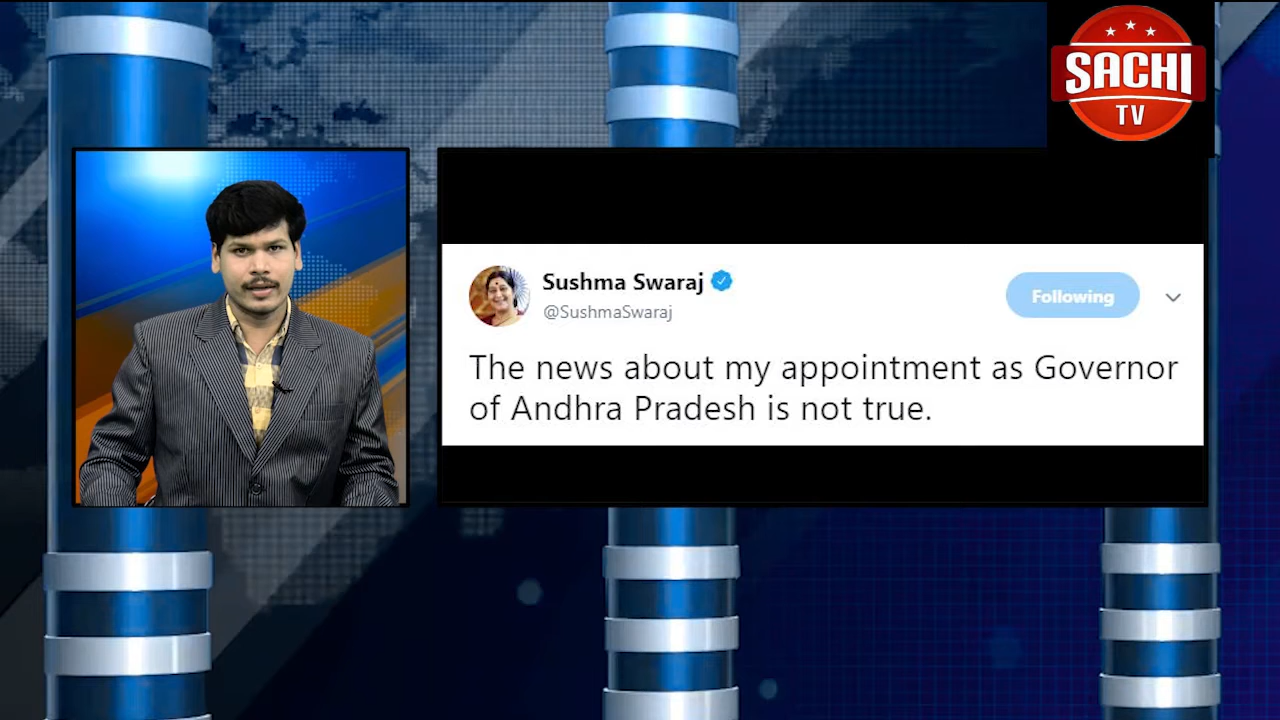 SACHI
TV
Sushma Swaraj
@SushmaSwaraj
Following
The news about my appointment as Governor
of Andhra Pradesh is not true.